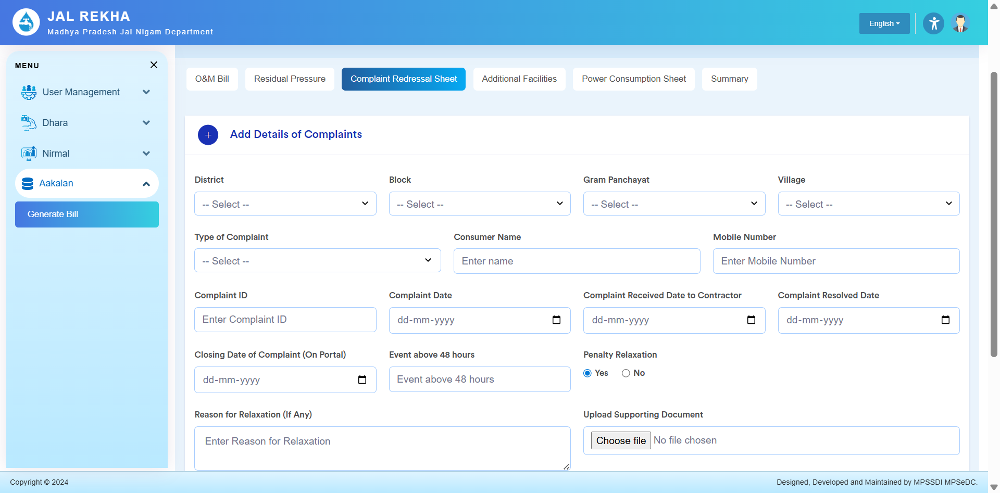 JAL REKHA
Madhya Pradesh Jal Nigam Department
English
MENU
User Management
Dhara
Nirmal
Aakalan
Generate Bill
O&M Bill Residual Pressure Complaint Redressal Sheet Additional Facilities Power Consumption Sheet Summary
+ Add Details of Complaints
District Block Gram Panchayat Village
-- Select -- -- Select -- -- Select -- -- Select --
Type of Complaint Consumer Name Mobile Number
-- Select -- Enter name Enter Mobile Number
Complaint ID Complaint Date Complaint Received Date to Contractor Complaint Resolved Date
Enter Complaint ID dd-mm-yyyy dd-mm-yyyy dd-mm-yyyy
Closing Date of Complaint (On Portal) Event above 48 hours Penalty Relaxation
dd-mm-yyyy Event above 48 hours Yes No
Reason for Relaxation (If Any) Upload Supporting Document
Enter Reason for Relaxation Choose file No file chosen
Copyright © 2024 Designed, Developed and Maintained by MPSSDI MPSeDC.